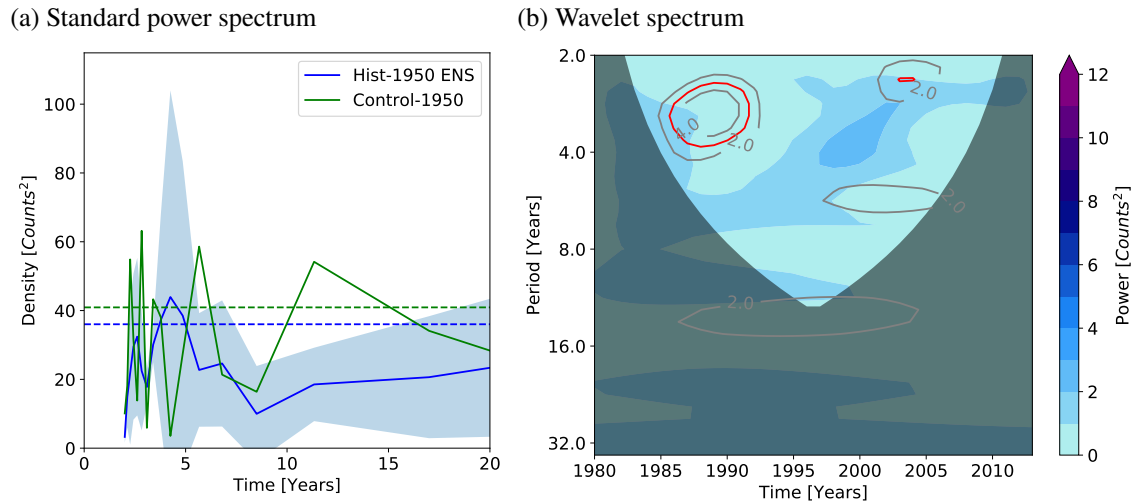 (a) Standard power spectrum
Hist-1950 ENS
Control-1950
Density [Counts²]
100
80
60
40
20
0
0 5 10 15 20
Time [Years]
(b) Wavelet spectrum
Period [Years]
2.0
4.0
8.0
16.0
32.0
4.0
2.0
2.0
2.0
2.0
1980 1985 1990 1995 2000 2005 2010
Time [Years]
12
10
8
6
4
2
0
Power [Counts²]